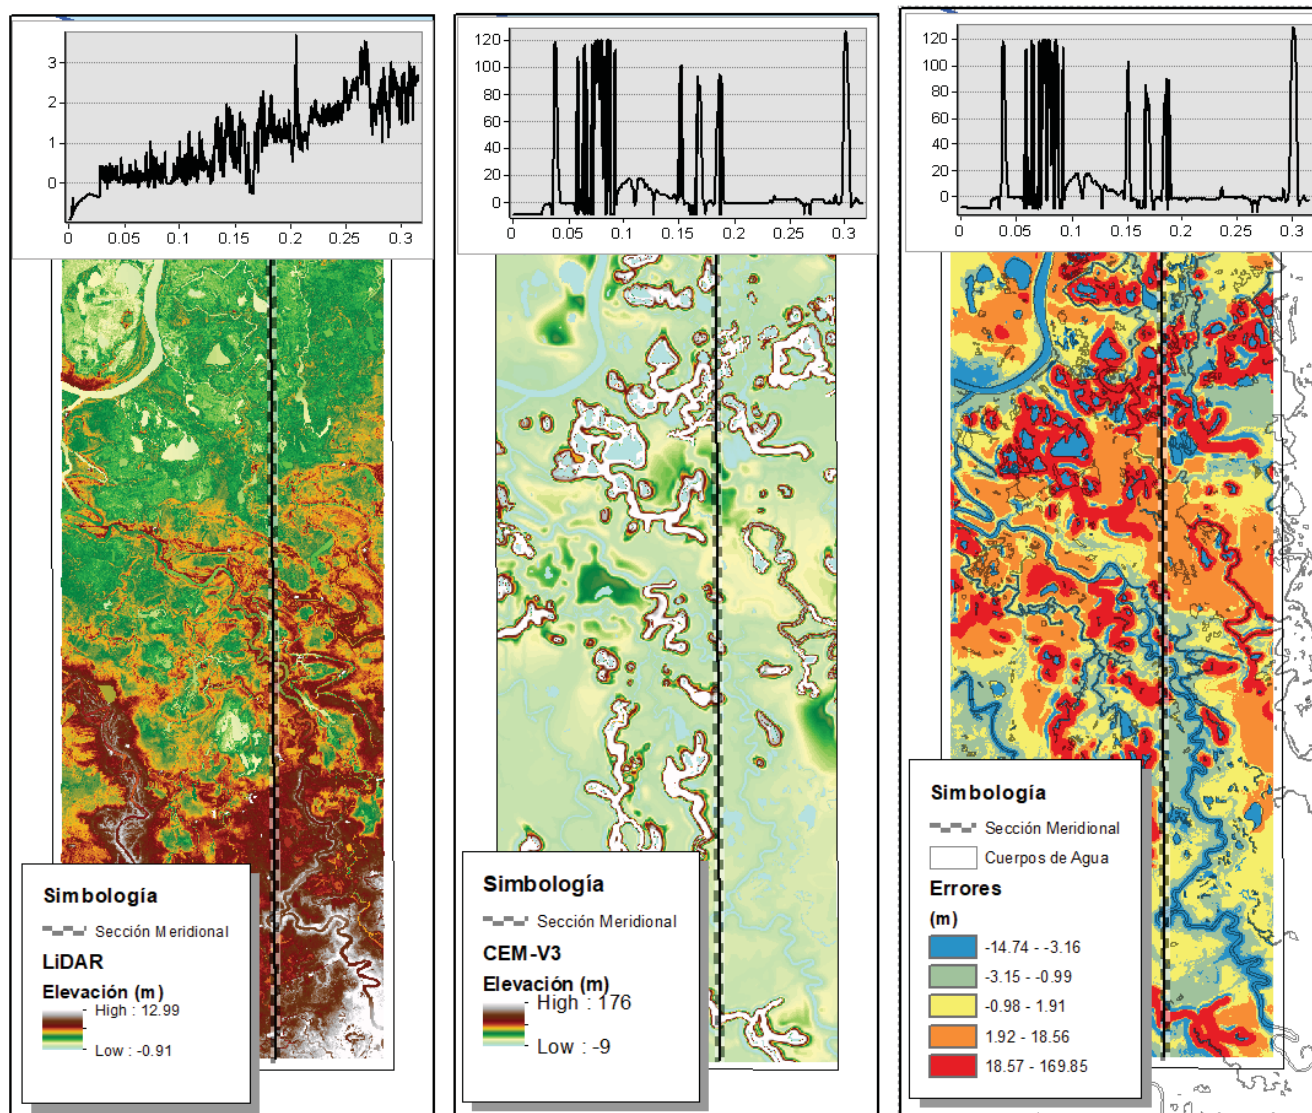 3
2
1
0
0
0.05
0.1
0.15
0.2
0.25
0.3
Simbología
Sección Meridional
LiDAR
Elevación (m)
High : 12.99
Low : -0.91
120
100
80
60
40
20
0
0
0.05
0.1
0.15
0.2
0.25
0.3
Simbología
Sección Meridional
CEM-V3
Elevación (m)
High : 176
Low : -9
120
100
80
60
40
20
0
0
0.05
0.1
0.15
0.2
0.25
0.3
Simbología
Sección Meridional
Cuerpos de Agua
Errores
(m)
-14.74 - -3.16
-3.15 - -0.99
-0.98 - 1.91
1.92 - 18.56
18.57 - 169.85